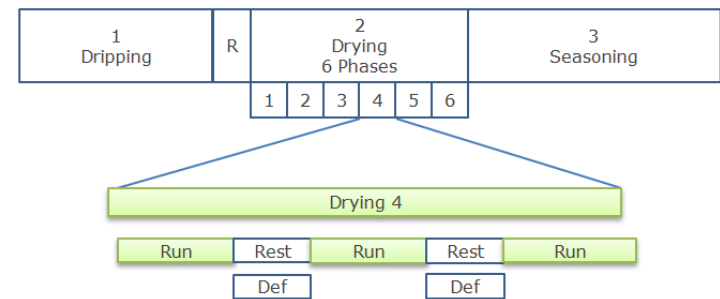 1
Dripping
R
2
Drying
6 Phases
3
Seasoning
1 2 3 4 5 6
Drying 4
Run Rest Run Rest Run
Def Def